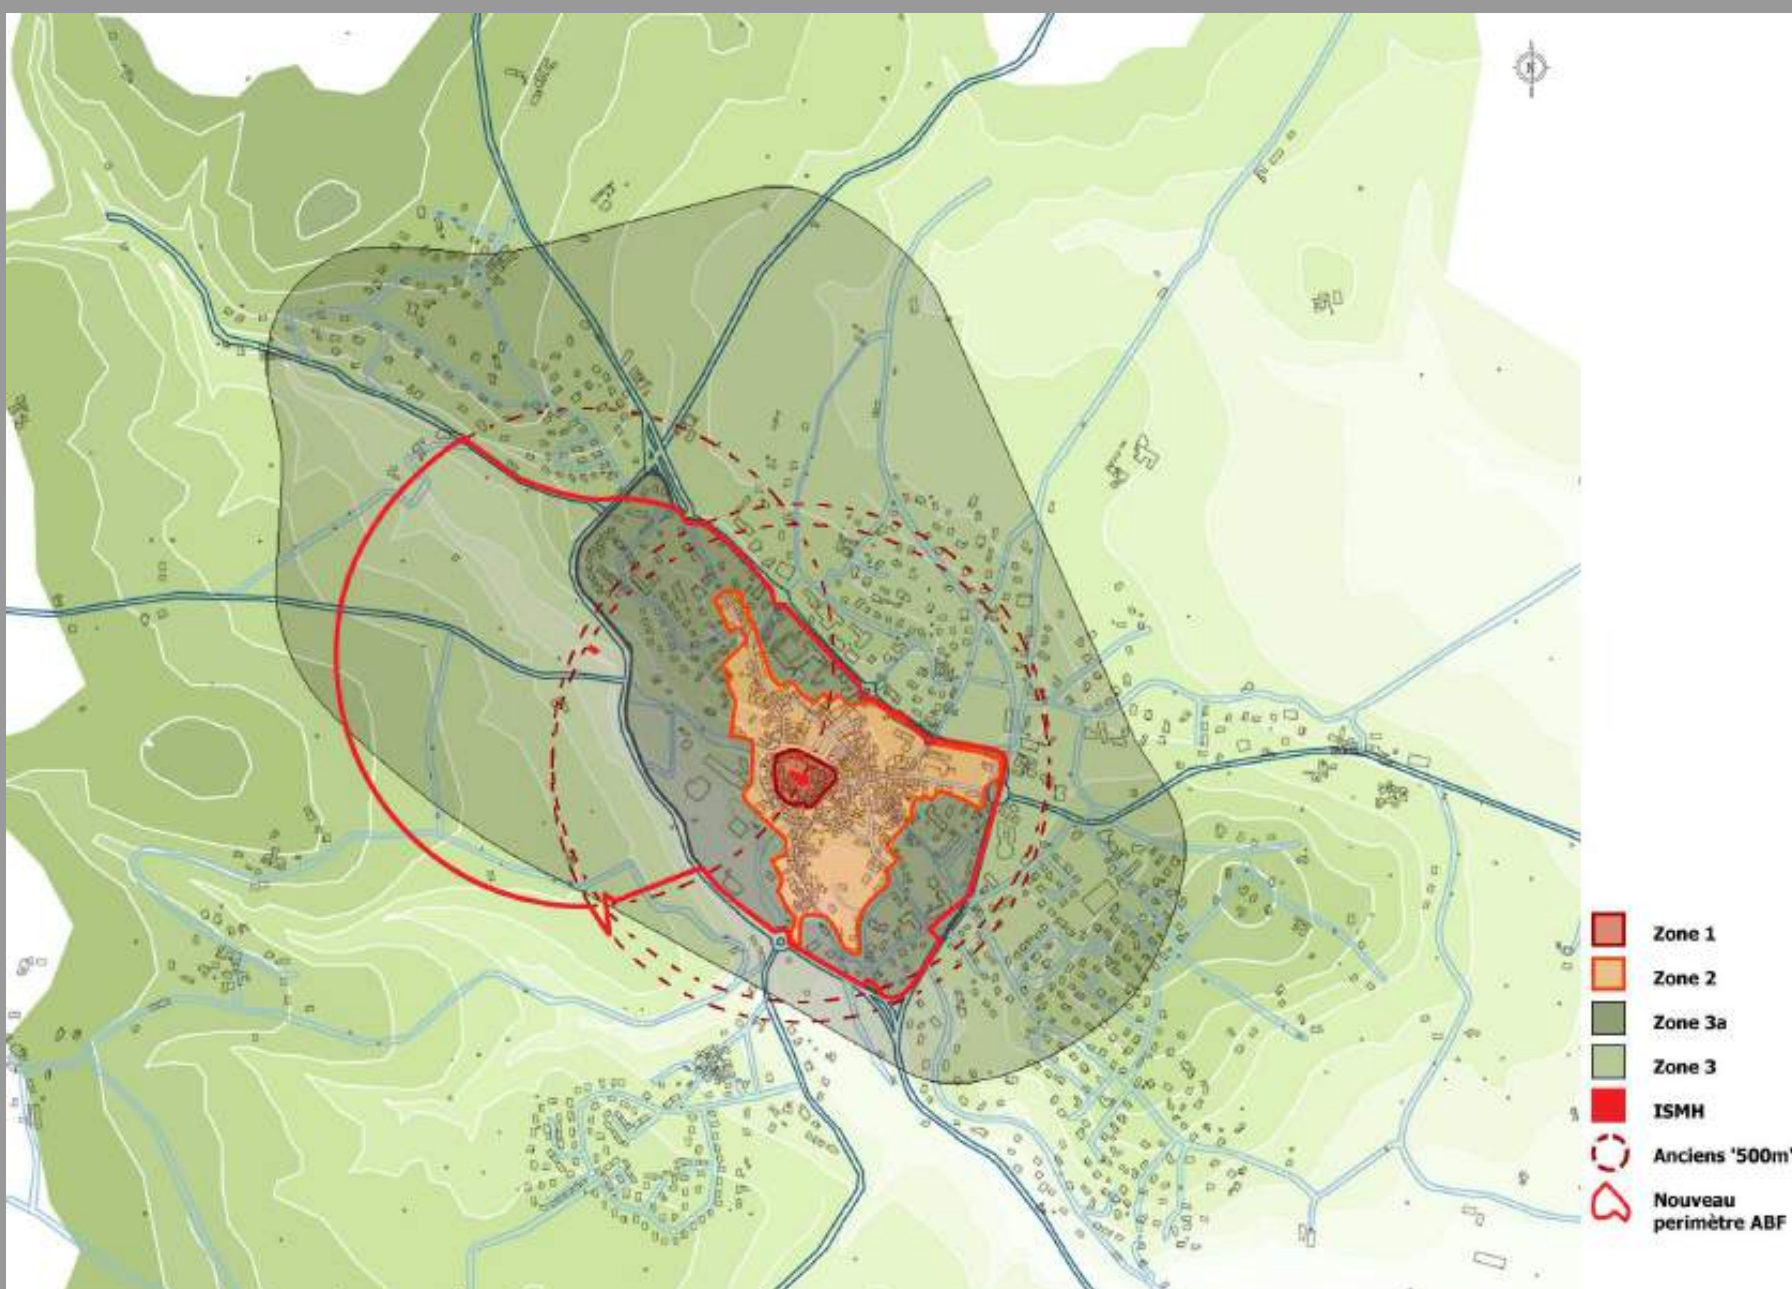 N
Zone 1
Zone 2
Zone 3a
Zone 3
ISMH
Anciens '500m'
Nouveau
perimètre ABF